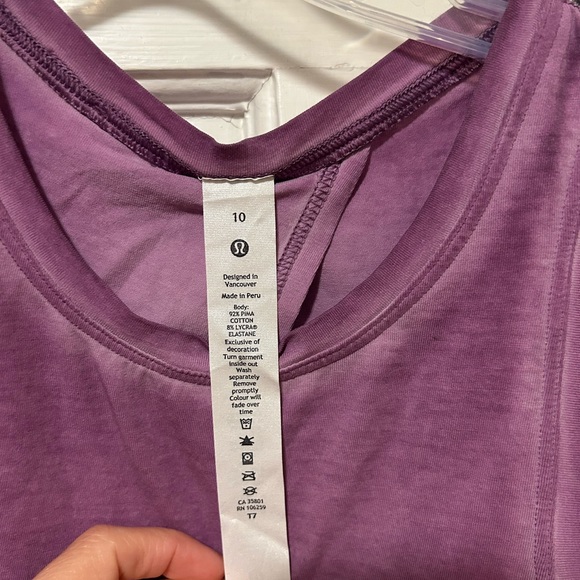 10
Designed in
Vancouver
Made in Peru
Body:
92% PIMA
COTTON
8% LYCRA®
ELASTANE
Exclusive of
decoration
Turn garment
inside out
Wash
separately
Remove
promptly
Colour will
fade over
time
CA 35801
RN 106259
T7